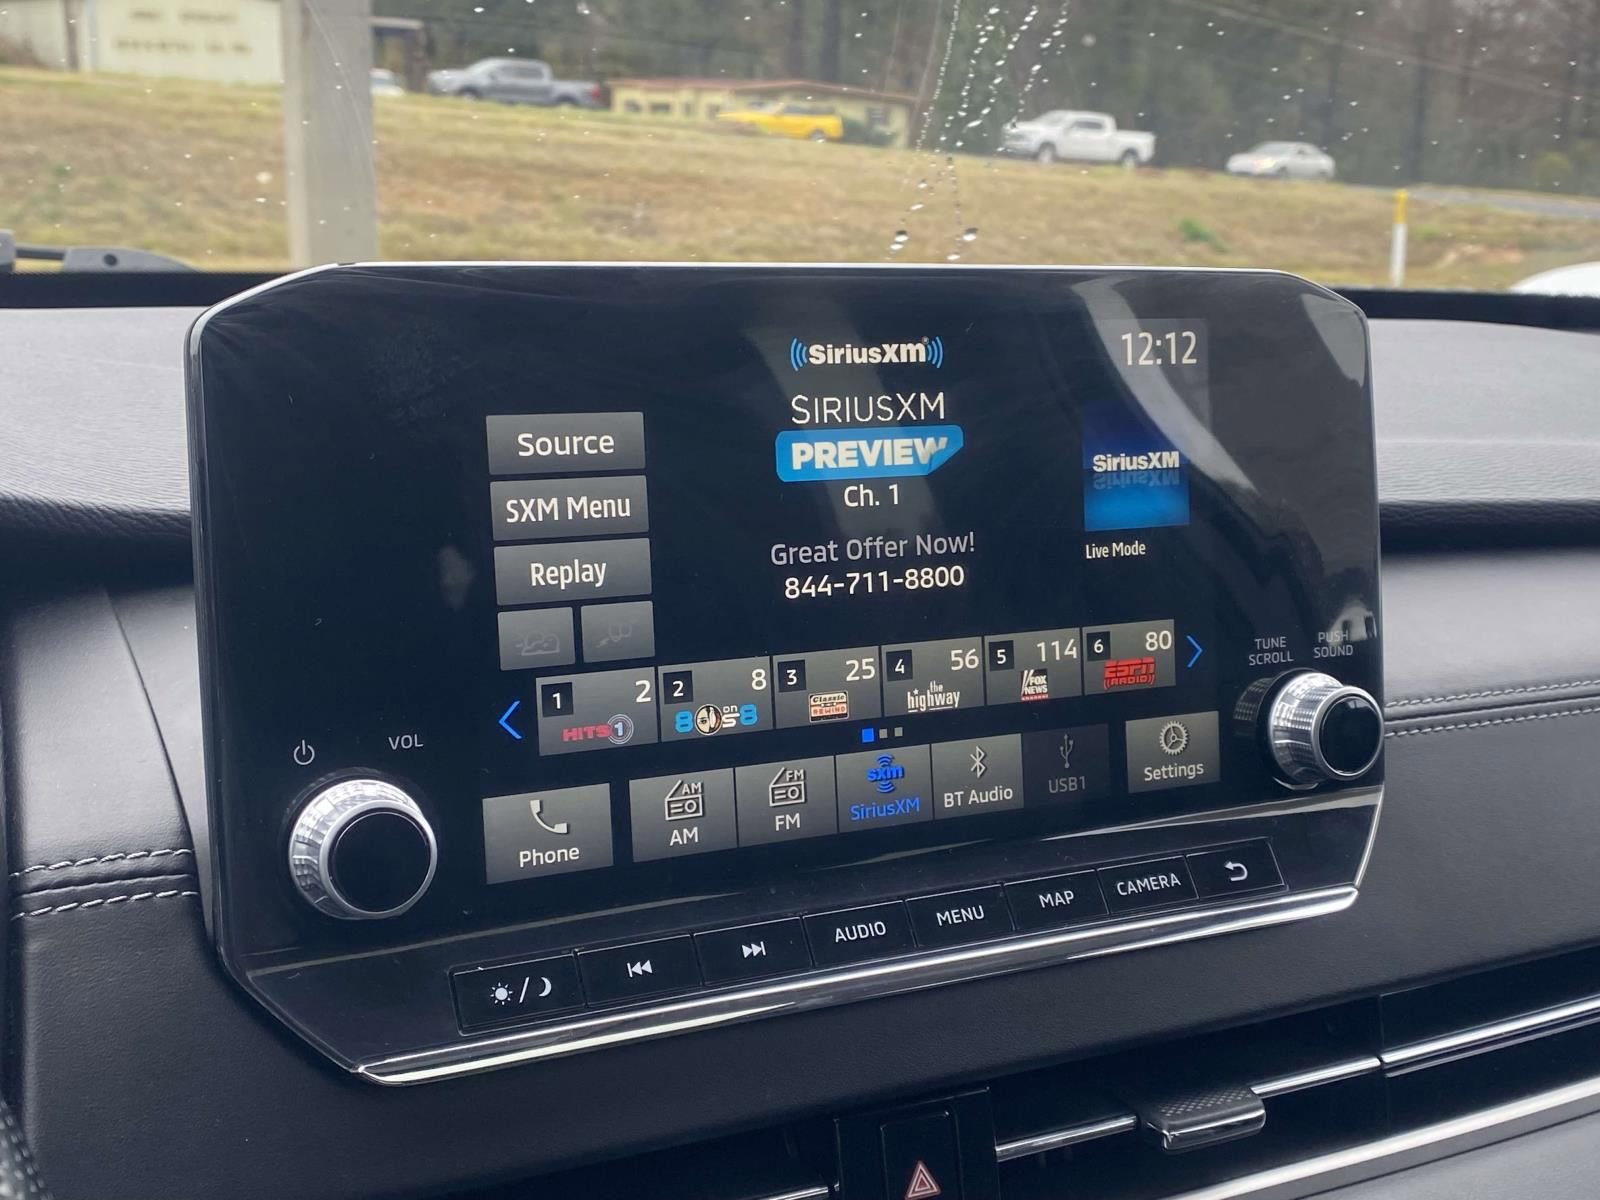 SiriusXM
12:12
SIRIUSXM
PREVIEW
Ch. 1
Great Offer Now!
844-711-8800
Source
SXM Menu
Replay
SiriusXM
Live Mode
1 2
HITS 1
2 8
80s on 8
3 25
Classic REWIND
4 56
the highway
5 114
FOX NEWS
6 80
ESPN RADIO
TUNE SCROLL
PUSH SOUND
VOL
Phone
AM
AM
FM
FM
sxm
SiriusXM
BT Audio
USB1
Settings
AUDIO
MENU
MAP
CAMERA